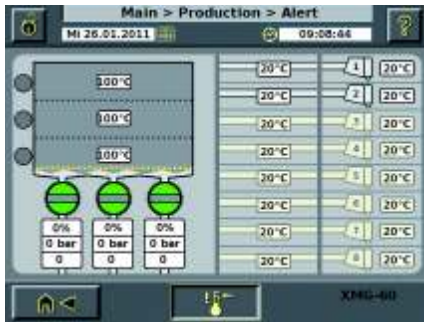 Main > Production > Alert
Mi 26.01.2011
09:08:44
?
100°C
100°C
100°C
0% 0% 0%
0 bar 0 bar 0 bar
0 0 0
20°C 1 20°C
20°C 2 20°C
20°C 3 20°C
20°C 4 20°C
20°C 5 20°C
20°C 6 20°C
20°C 7 20°C
20°C 8 20°C
XMG-60